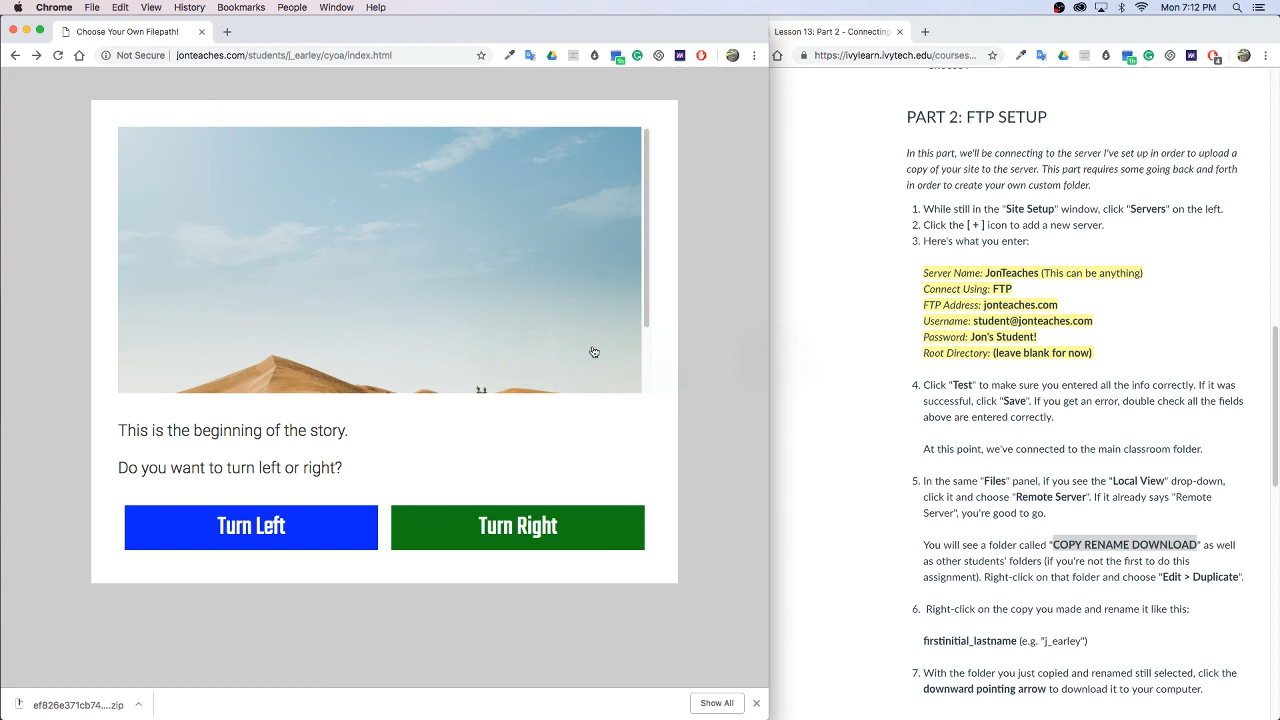 Chrome File Edit View History Bookmarks People Window Help Mon 7:12 PM
Choose Your Own Filepath!
Lesson 13: Part 2 - Connecting
Not Secure jonteaches.com/students/j_earley/cyoa/index.html
https://ivylearn.ivytech.edu/courses...
This is the beginning of the story.
Do you want to turn left or right?
Turn Left Turn Right
ef826e371cb74....zip
Show All
PART 2: FTP SETUP
In this part, we'll be connecting to the server I've set up in order to upload a
copy of your site to the server. This part requires some going back and forth
in order to create your own custom folder.
1. While still in the "Site Setup" window, click "Servers" on the left.
2. Click the [ + ] icon to add a new server.
3. Here's what you enter:
Server Name: JonTeaches (This can be anything)
Connect Using: FTP
FTP Address: jonteaches.com
Username: student@jonteaches.com
Password: Jon's Student!
Root Directory: (leave blank for now)
4. Click "Test" to make sure you entered all the info correctly. If it was
successful, click "Save". If you get an error, double check all the fields
above are entered correctly.
At this point, we've connected to the main classroom folder.
5. In the same "Files" panel, if you see the "Local View" drop-down,
click it and choose "Remote Server". If it already says "Remote
Server", you're good to go.
You will see a folder called "COPY RENAME DOWNLOAD" as well
as other students' folders (if you're not the first to do this
assignment). Right-click on that folder and choose "Edit > Duplicate".
6. Right-click on the copy you made and rename it like this:
firstinitial_lastname (e.g. "j_earley")
7. With the folder you just copied and renamed still selected, click the
downward pointing arrow to download it to your computer.